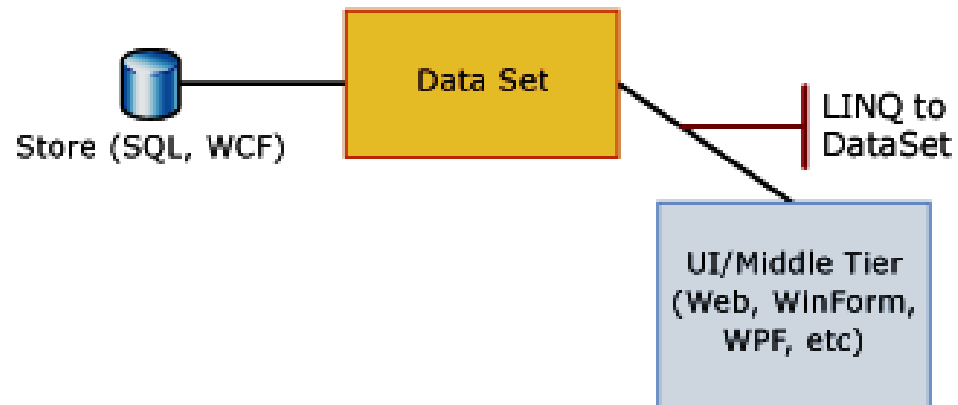 Data Set
Store (SQL, WCF)
LINQ to
DataSet
UI/Middle Tier
(Web, WinForm,
WPF, etc)